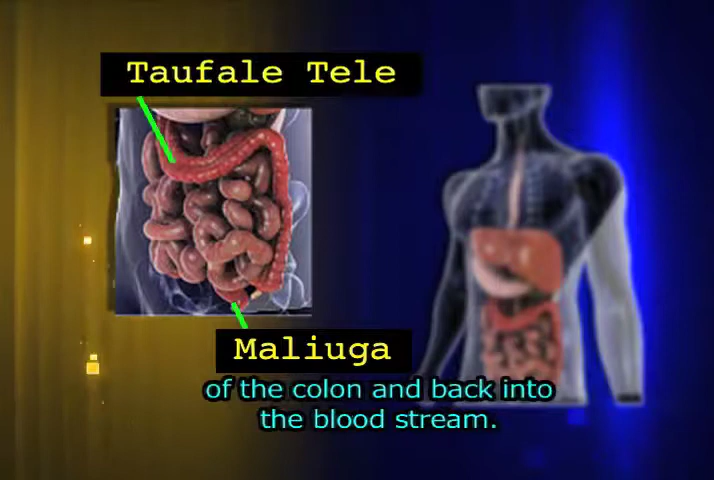 Taufale Tele
Maliuga
of the colon and back into
the blood stream.